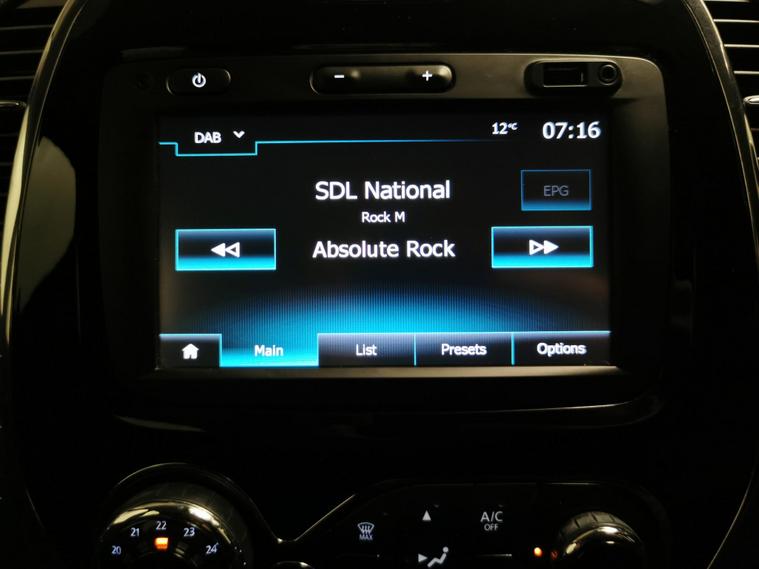 − +
DAB 12°C 07:16
SDL National EPG
Rock M
Absolute Rock
Main List Presets Options
20 21 22 23 24
MAX
A/C
OFF